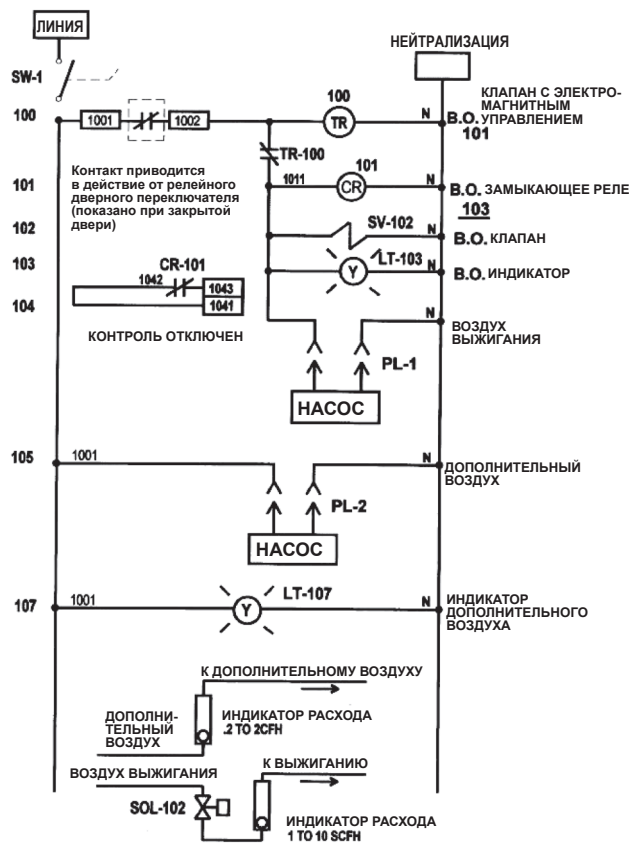 ЛИНИЯ
НЕЙТРАЛИЗАЦИЯ
SW-1
100
1001
1002
100
TR
N
В.О.
КЛАПАН С ЭЛЕКТРО-
МАГНИТНЫМ
УПРАВЛЕНИЕМ
101
TR-100
Контакт приводится
в действие от релейного
дверного переключателя
(показано при закрытой
двери)
101
1011
101
CR
N
В.О. ЗАМЫКАЮЩЕЕ РЕЛЕ
103
102
SV-102
N
В.О. КЛАПАН
103
CR-101
1042
1043
Y
LT-103
N
В.О. ИНДИКАТОР
104
1041
КОНТРОЛЬ ОТКЛЮЧЕН
N
ВОЗДУХ
ВЫЖИГАНИЯ
PL-1
НАСОС
105
1001
N
ДОПОЛНИТЕЛЬНЫЙ
ВОЗДУХ
PL-2
НАСОС
107
1001
Y
LT-107
N
ИНДИКАТОР
ДОПОЛНИТЕЛЬНОГО
ВОЗДУХА
К ДОПОЛНИТЕЛЬНОМУ ВОЗДУХУ
ДОПОЛНИ-
ТЕЛЬНЫЙ
ВОЗДУХ
ИНДИКАТОР РАСХОДА
.2 TO 2CFH
ВОЗДУХ ВЫЖИГАНИЯ
К ВЫЖИГАНИЮ
SOL-102
ИНДИКАТОР РАСХОДА
1 TO 10 SCFH